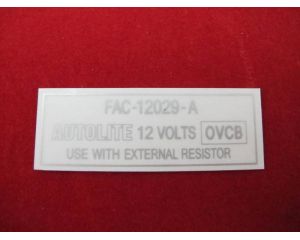 FAC-12029-A
AUTOLITE 12 VOLTS OVCB
USE WITH EXTERNAL RESISTOR